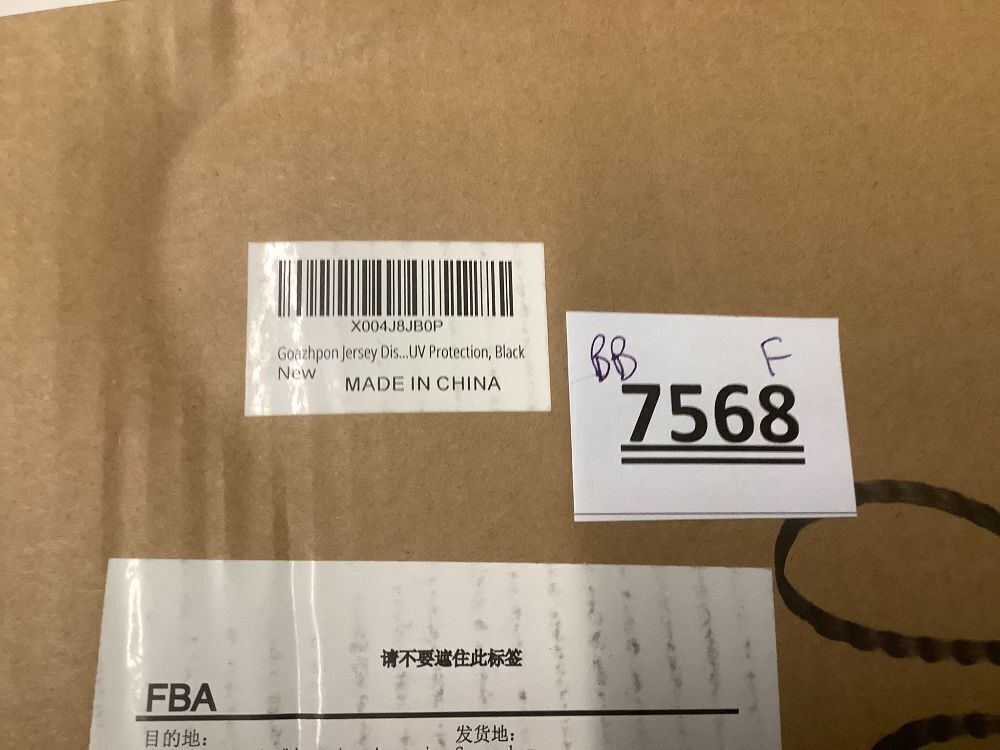 X004J8JB0P
Goazhpon Jersey Dis...UV Protection, Black
New
MADE IN CHINA
BB F
7568
请不要遮住此标签
FBA
目的地: 发货地: